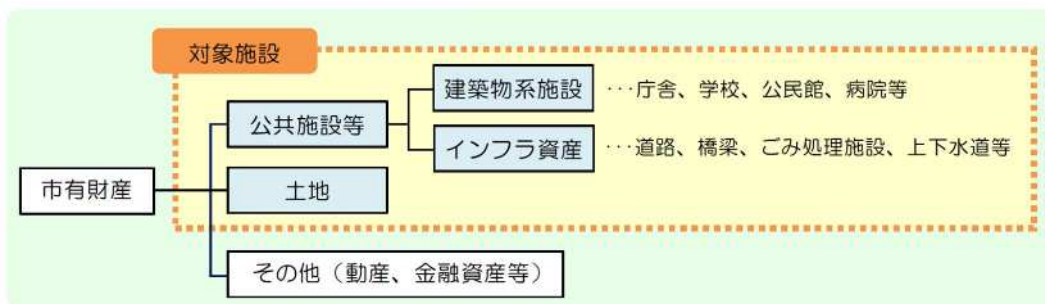 対象施設
建築物系施設 ･･･庁舎、学校、公民館、病院等
公共施設等
インフラ資産 ･･･道路、橋梁、ごみ処理施設、上下水道等
市有財産
土地
その他（動産、金融資産等）